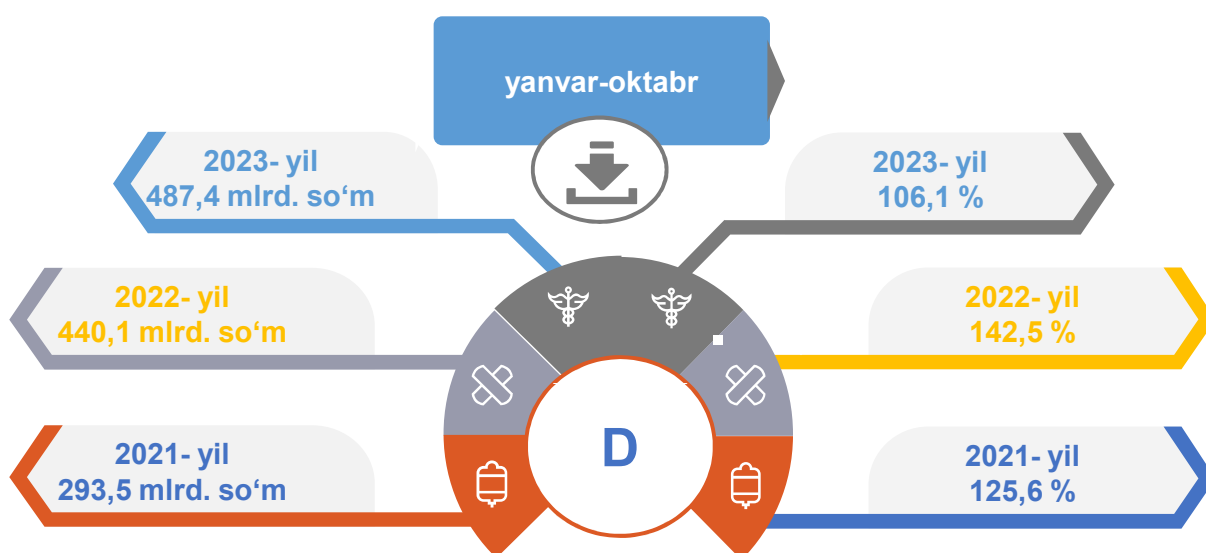 yanvar-oktabr
2023- yil
487,4 mlrd. so‘m
2023- yil
106,1 %
2022- yil
440,1 mlrd. so‘m
2022- yil
142,5 %
2021- yil
293,5 mlrd. so‘m
D
2021- yil
125,6 %